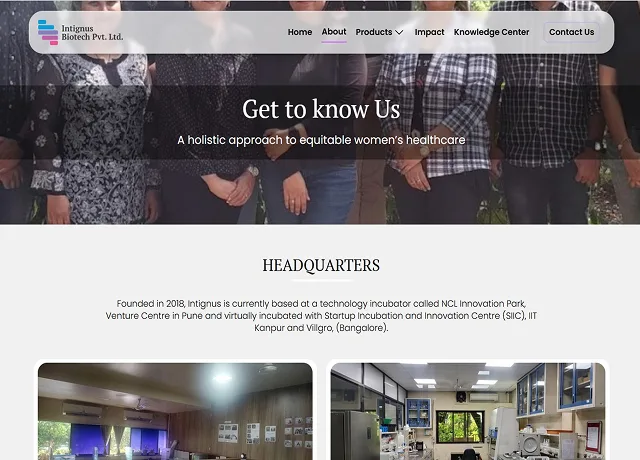 Intignus
Biotech Pvt. Ltd.
Home About Products Impact Knowledge Center Contact Us
Get to know Us
A holistic approach to equitable women's healthcare
HEADQUARTERS
Founded in 2018, Intignus is currently based at a technology incubator called NCL Innovation Park,
Venture Centre in Pune and virtually incubated with Startup Incubation and Innovation Centre (SIIC), IIT
Kanpur and Villgro, (Bangalore).